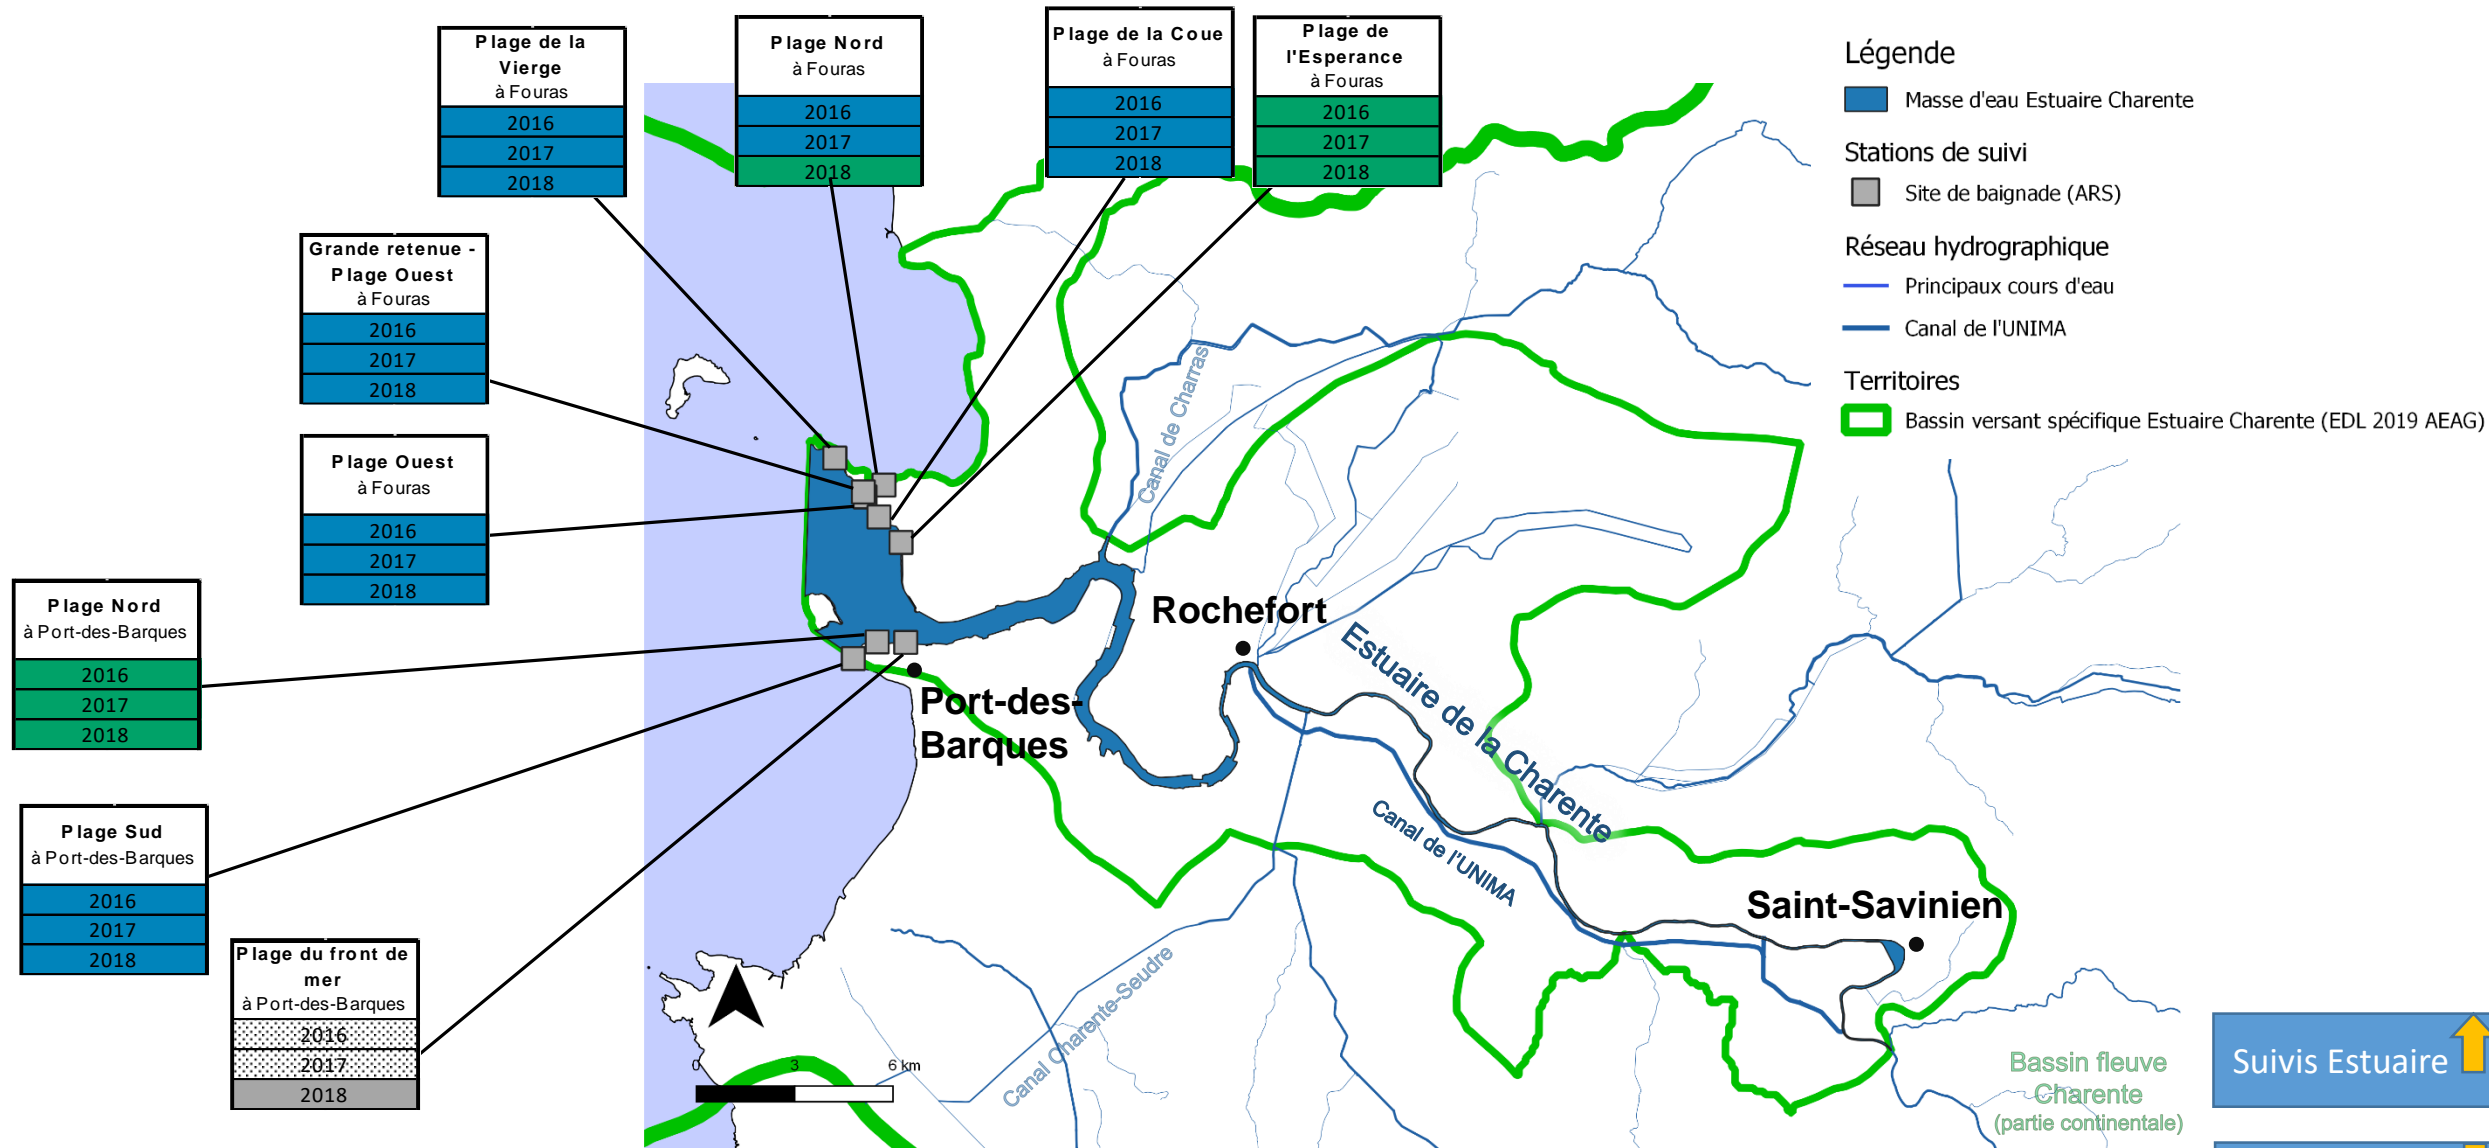 Plage de la
Vierge
à Fouras
2016
2017
2018
Plage Nord
à Fouras
2016
2017
2018
Plage de la Coue
à Fouras
2016
2017
2018
Plage de
l'Esperance
à Fouras
2016
2017
2018
Grande retenue -
Plage Ouest
à Fouras
2016
2017
2018
Plage Ouest
à Fouras
2016
2017
2018
Plage Nord
à Port-des-Barques
2016
2017
2018
Plage Sud
à Port-des-Barques
2016
2017
2018
Plage du front de
mer
à Port-des-Barques
2016
2017
2018
Légende
Masse d'eau Estuaire Charente
Stations de suivi
Site de baignade (ARS)
Réseau hydrographique
Principaux cours d'eau
Canal de l'UNIMA
Territoires
Bassin versant spécifique Estuaire Charente (EDL 2019 AEAG)
Canal de Charras
Rochefort
Port-des-
Barques
Estuaire de la Charente
Canal de l'UNIMA
Saint-Savinien
Canal Charente-Seudre
0 3 6 km
Bassin fleuve
Charente
(partie continentale)
Suivis Estuaire